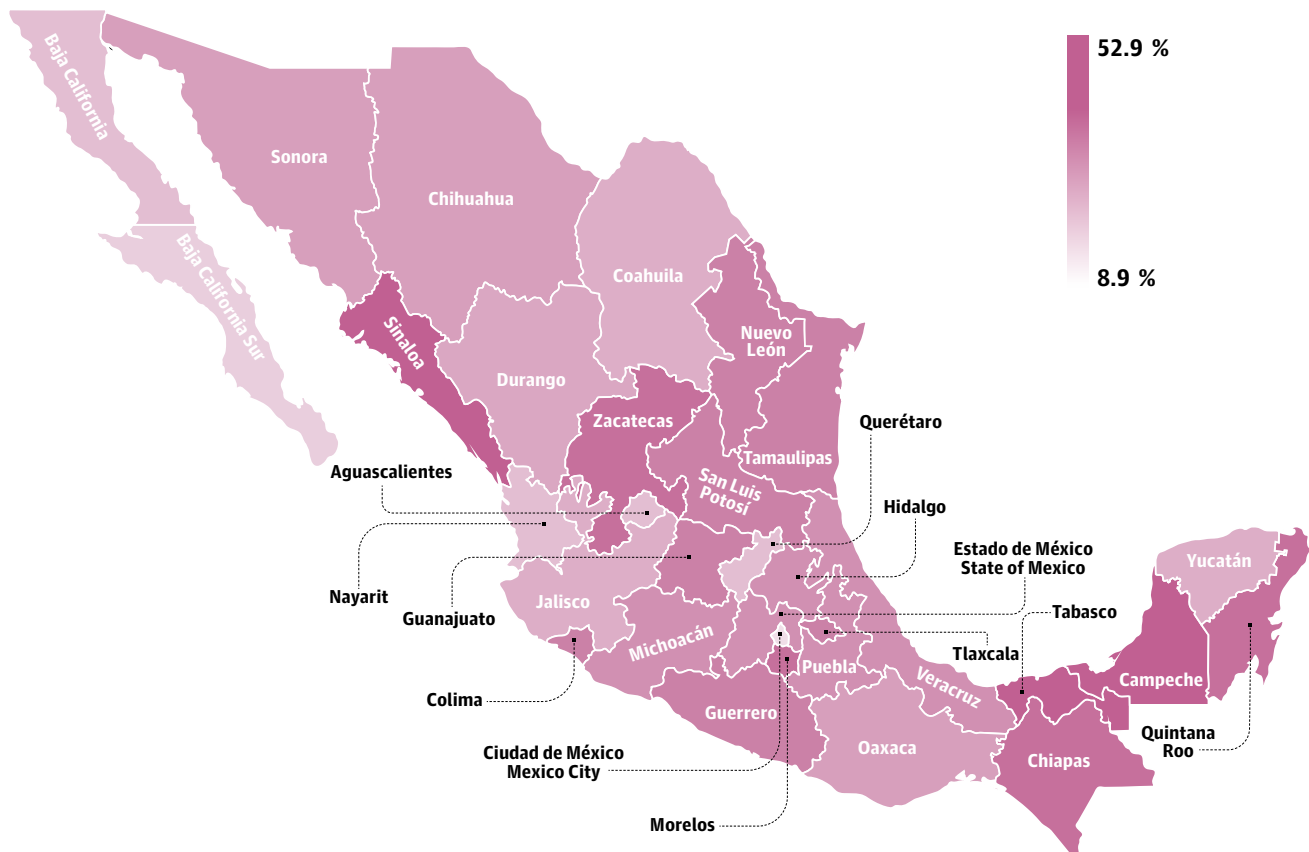 52.9 %
8.9 %
Baja California
Sonora
Chihuahua
Coahuila
Baja California Sur
Sinaloa
Nuevo
León
Durango
Zacatecas
Querétaro
Tamaulipas
Aguascalientes
San Luis
Potosí
Hidalgo
Estado de México
State of Mexico
Yucatán
Nayarit
Guanajuato
Jalisco
Tabasco
Michoacán
Tlaxcala
Puebla
Veracruz
Campeche
Colima
Guerrero
Quintana
Roo
Ciudad de México
Mexico City
Oaxaca
Chiapas
Morelos